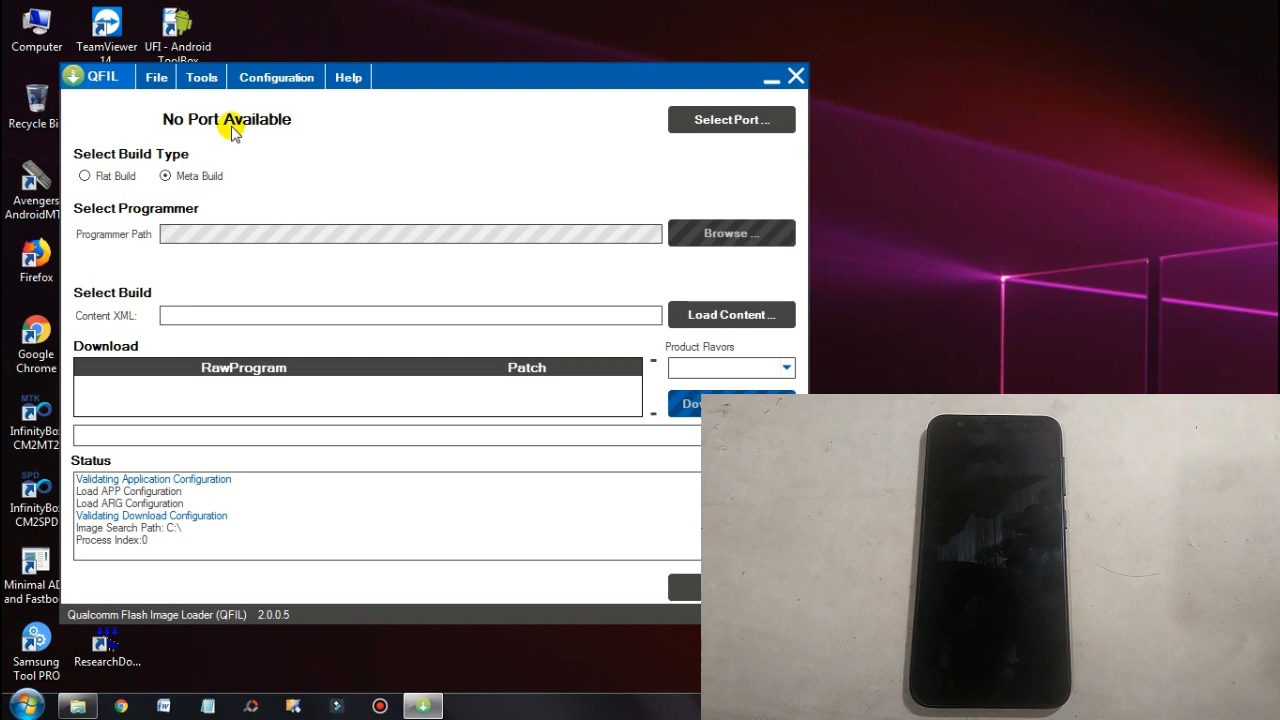 Computer
TeamViewer
14
UFI - Android
ToolBox
Recycle Bi
Avengers
AndroidMT
Firefox
Google
Chrome
MTK
InfinityBo
CM2MT2
SPD
InfinityBo
CM2SPD
Minimal AD
and Fastbo
Samsung
Tool PRO
ResearchDo...
QFIL
File
Tools
Configuration
Help
No Port Available
Select Port ...
Select Build Type
Flat Build
Meta Build
Select Programmer
Programmer Path
Browse ...
Select Build
Content XML:
Load Content ...
Download
Product Flavors
RawProgram
Patch
Status
Validating Application Configuration
Load APP Configuration
Load ARG Configuration
Validating Download Configuration
Image Search Path: C:\
Process Index:0
Qualcomm Flash Image Loader (QFIL) 2.0.0.5